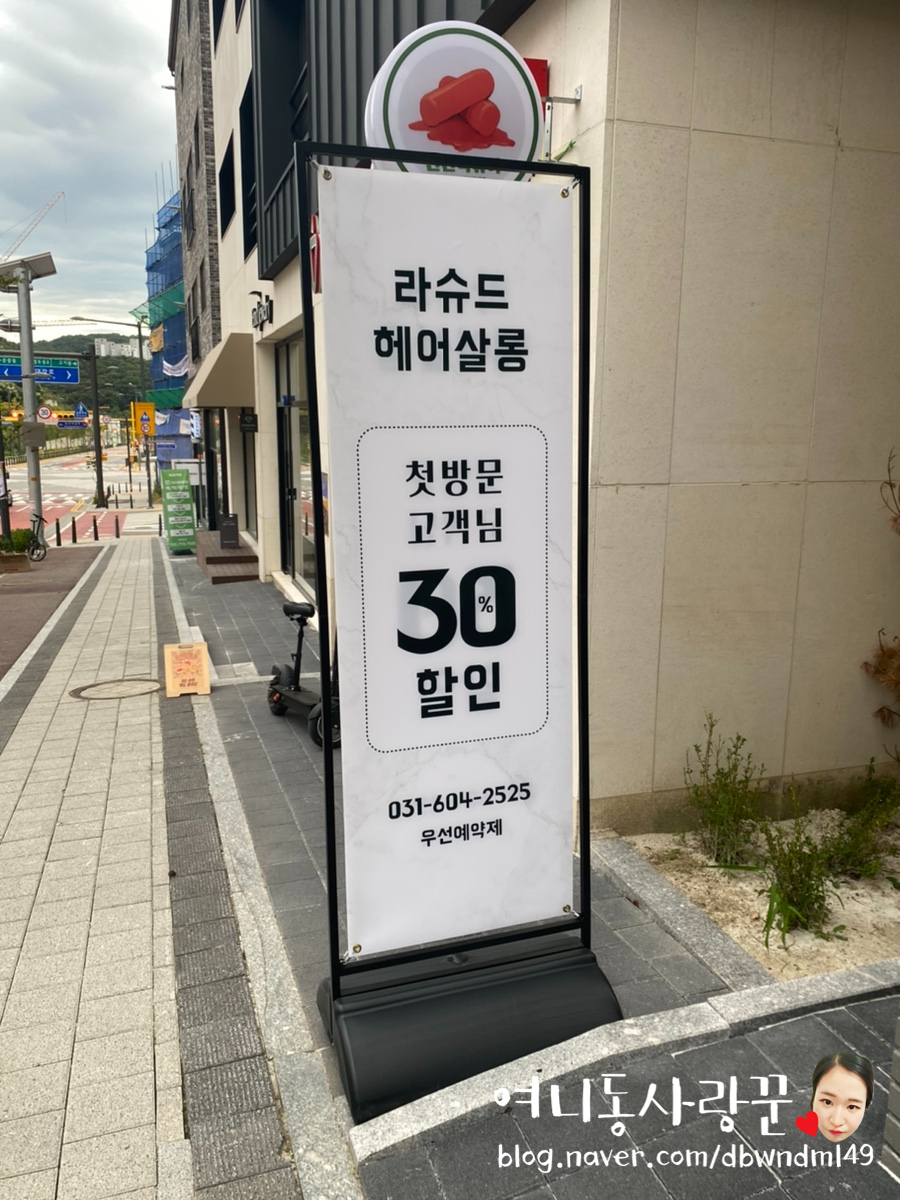 라슈드
헤어살롱
첫방문
고객님
30%
할인
031-604-2525
우선예약제
여니동사랑꾼
blog.naver.com/dbwndml49